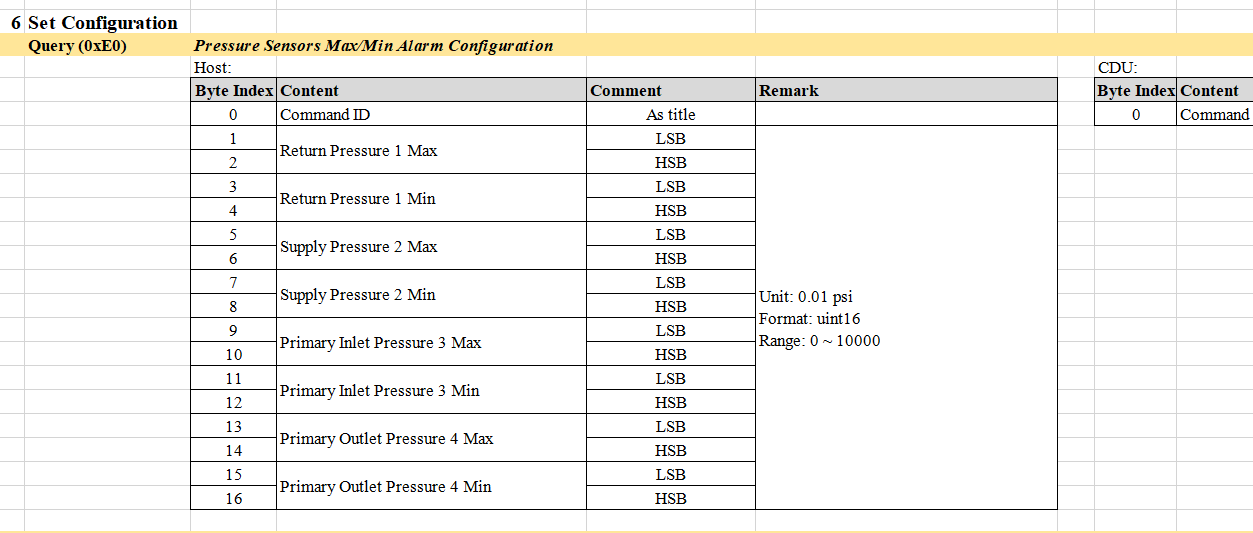 6 Set Configuration
Query (0xE0) Pressure Sensors Max/Min Alarm Configuration
Host: CDU:
Byte Index Content Comment Remark Byte Index Content
0 Command ID As title 0 Command
1 Return Pressure 1 Max LSB
2 HSB
3 Return Pressure 1 Min LSB
4 HSB
5 Supply Pressure 2 Max LSB
6 HSB
7 Supply Pressure 2 Min LSB
8 HSB
Unit: 0.01 psi
Format: uint16
Range: 0 ~ 10000
9 Primary Inlet Pressure 3 Max LSB
10 HSB
11 Primary Inlet Pressure 3 Min LSB
12 HSB
13 Primary Outlet Pressure 4 Max LSB
14 HSB
15 Primary Outlet Pressure 4 Min LSB
16 HSB